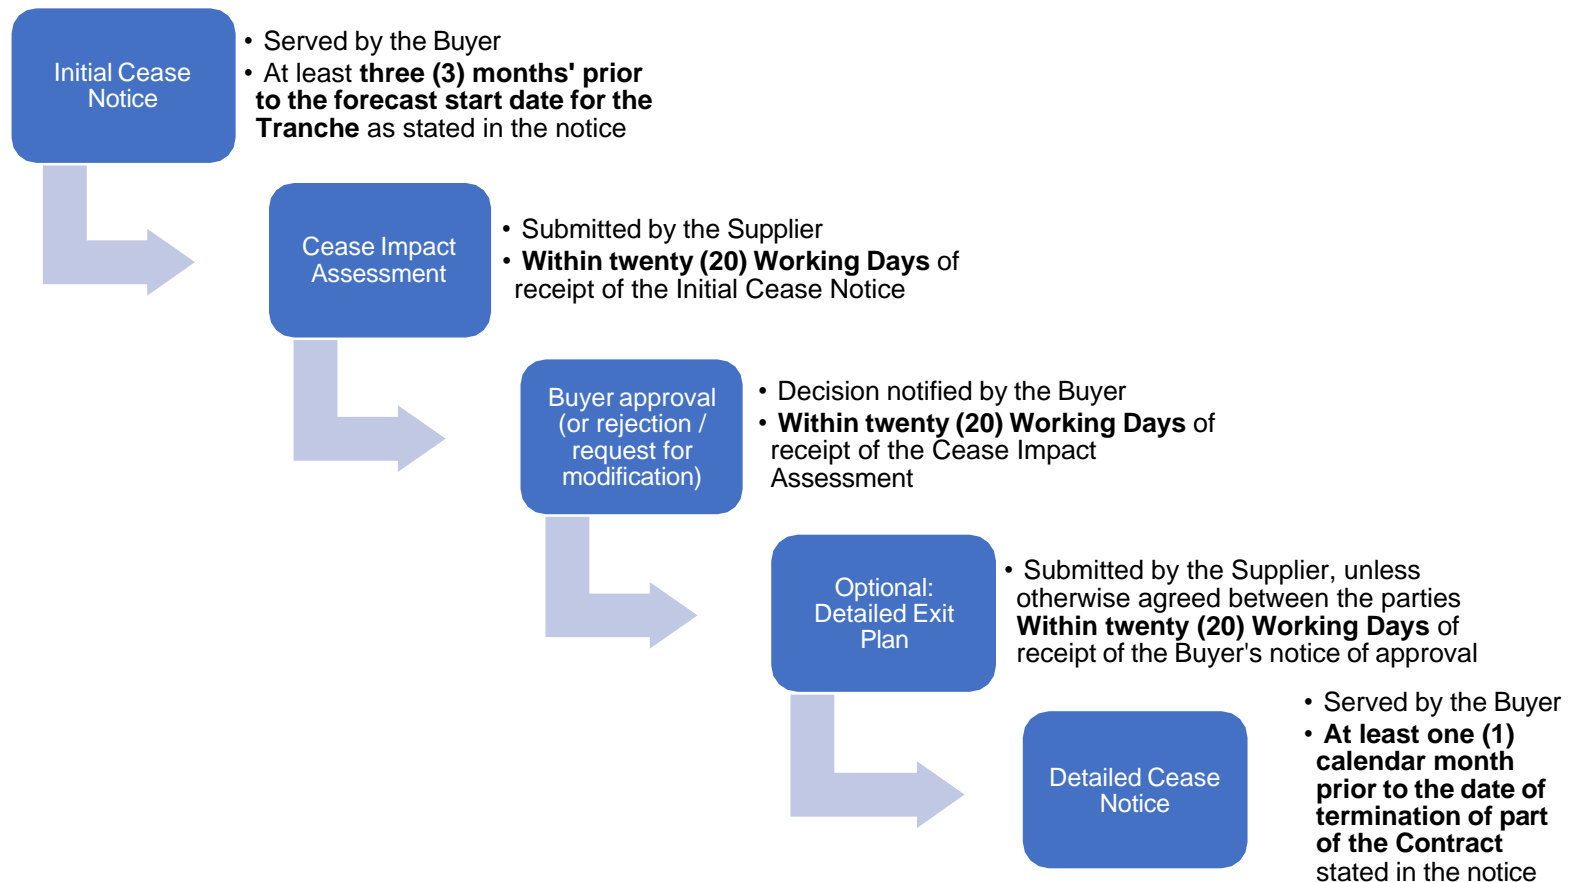 Initial Cease
Notice
• Served by the Buyer
• At least three (3) months' prior
to the forecast start date for the
Tranche as stated in the notice
Cease Impact
Assessment
• Submitted by the Supplier
• Within twenty (20) Working Days of
receipt of the Initial Cease Notice
Buyer approval
(or rejection /
request for
modification)
• Decision notified by the Buyer
• Within twenty (20) Working Days of
receipt of the Cease Impact
Assessment
Optional:
Detailed Exit
Plan
• Submitted by the Supplier, unless
otherwise agreed between the parties
Within twenty (20) Working Days of
receipt of the Buyer's notice of approval
Detailed Cease
Notice
• Served by the Buyer
• At least one (1)
calendar month
prior to the date of
termination of part
of the Contract
stated in the notice